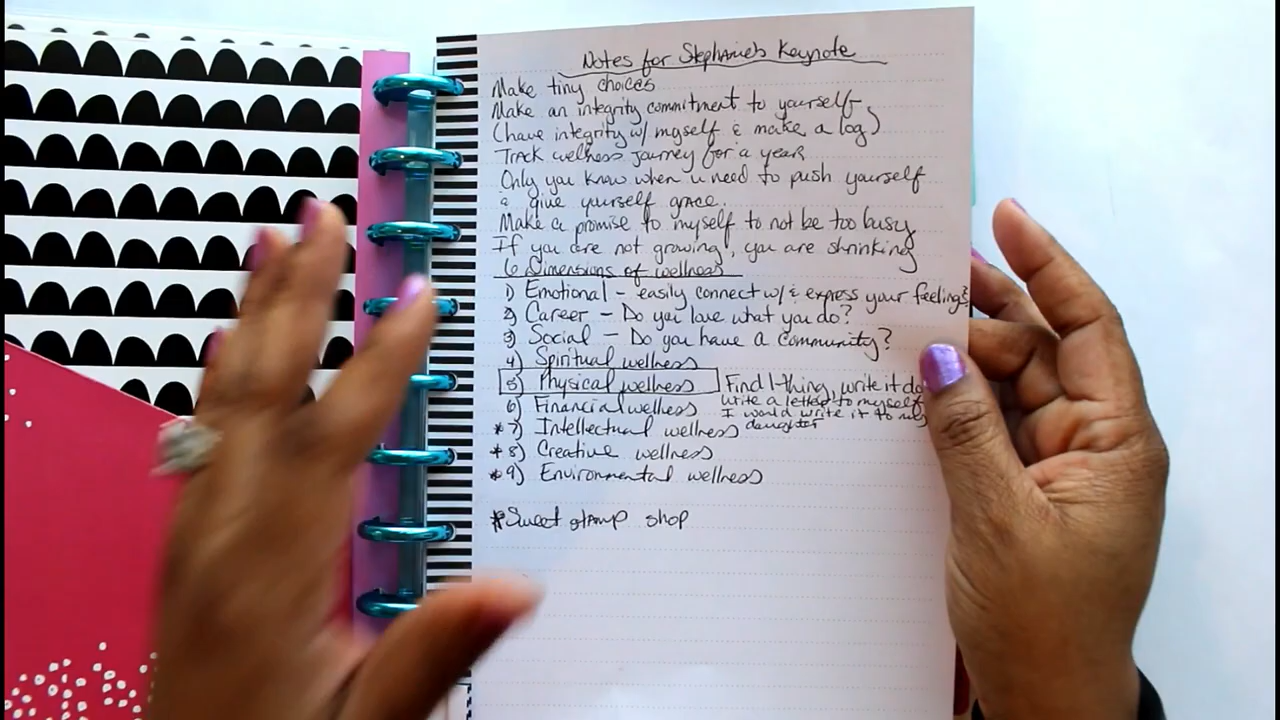 Notes for Stephanie's Keynote
Make tiny choices
Make an integrity commitment to yourself
(have integrity w/ myself & make a log)
Track wellness journey for a year
Only you know when u need to push yourself
& give yourself grace.
Make a promise to myself to not be too busy
If you are not growing, you are shrinking
6 Dimensions of wellness
1) Emotional - easily connect w/ & express your feelings
2) Career - Do you love what you do?
3) Social - Do you have a community?
4) Spiritual wellness
5) Physical wellness Find 1 thing, write it do
write a letter to myself
6) Financial wellness I would write it to my
*7) Intellectual wellness daughter
*8) Creative wellness
*9) Environmental wellness
*Sweet stamp shop